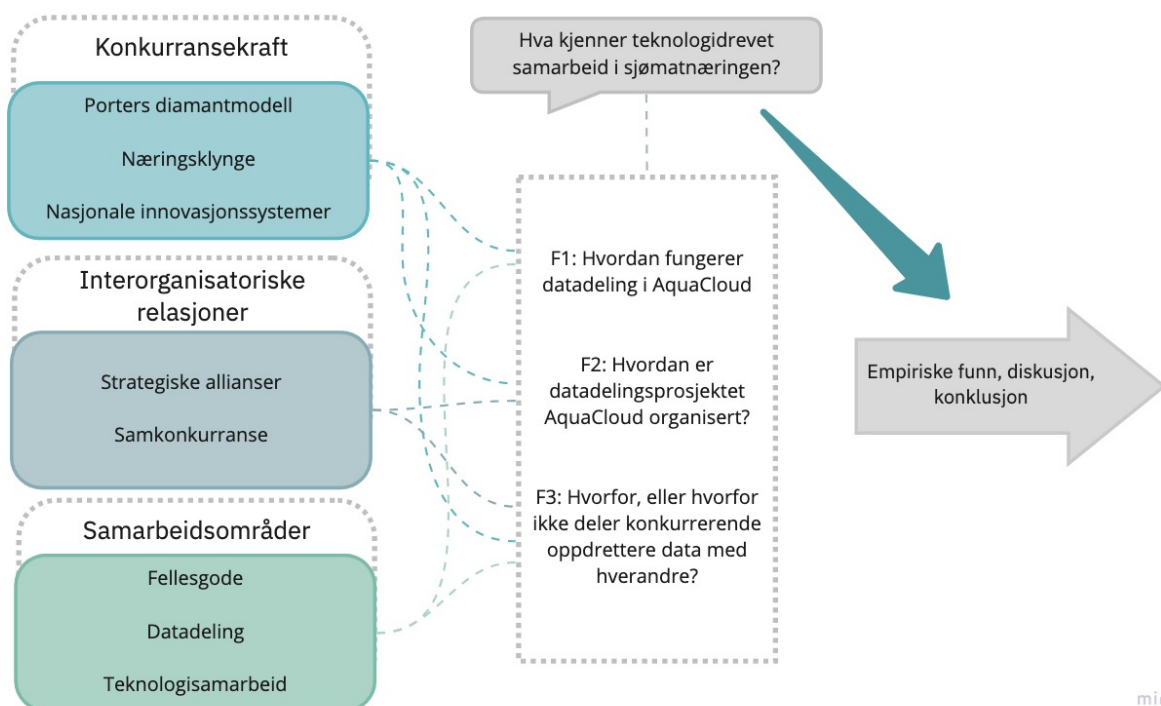 Konkurransekraft
Porters diamantmodell
Næringsklynge
Nasjonale innovasjonssystemer
Interorganisatoriske
relasjoner
Strategiske allianser
Samkonkurranse
Samarbeidsområder
Fellesgode
Datadeling
Teknologisamarbeid
Hva kjenner teknologidrevet
samarbeid i sjømatnæringen?
F1: Hvordan fungerer
datadeling i AquaCloud
F2: Hvordan er
datadelingsprosjektet
AquaCloud organisert?
F3: Hvorfor, eller hvorfor
ikke deler konkurrerende
oppdrettere data med
hverandre?
Empiriske funn, diskusjon,
konklusjon